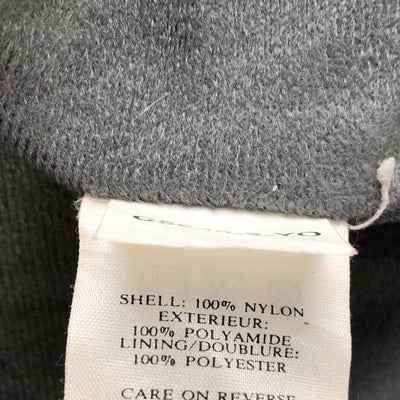 SHELL: 100% NYLON
EXTERIEUR:
100% POLYAMIDE
LINING/DOUBLURE:
100% POLYESTER
CARE ON REVERSE